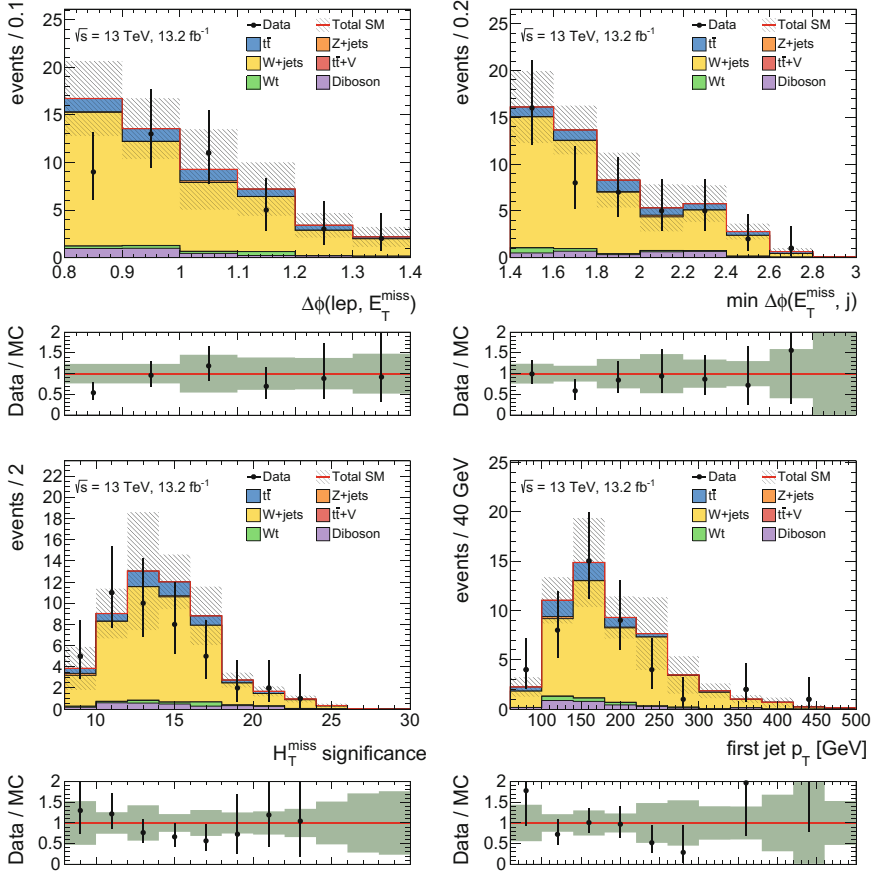 events / 0.1
30
25
20
15
10
5
0
√s = 13 TeV, 13.2 fb⁻¹
Data
Total SM
tt̄
Z+jets
W+jets
tt̄+V
Wt
Diboson
0.8 0.9 1 1.1 1.2 1.3 1.4
Δϕ(lep, E_T^miss)
Data / MC
2
1.5
1
0.5
0
events / 0.2
25
20
15
10
5
0
√s = 13 TeV, 13.2 fb⁻¹
Data
Total SM
tt̄
Z+jets
W+jets
tt̄+V
Wt
Diboson
1.4 1.6 1.8 2 2.2 2.4 2.6 2.8 3
min Δϕ(E_T^miss, j)
Data / MC
2
1.5
1
0.5
0
events / 2
22
20
18
16
14
12
10
8
6
4
2
0
√s = 13 TeV, 13.2 fb⁻¹
Data
Total SM
tt̄
Z+jets
W+jets
tt̄+V
Wt
Diboson
10 15 20 25 30
H_T^miss significance
Data / MC
2
1.5
1
0.5
0
events / 40 GeV
25
20
15
10
5
0
√s = 13 TeV, 13.2 fb⁻¹
Data
Total SM
tt̄
Z+jets
W+jets
tt̄+V
Wt
Diboson
100 150 200 250 300 350 400 450 500
first jet p_T [GeV]
Data / MC
2
1.5
1
0.5
0